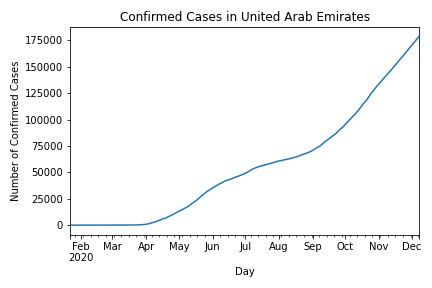 Confirmed Cases in United Arab Emirates
Number of Confirmed Cases
175000
150000
125000
100000
75000
50000
25000
0
Feb Mar Apr May Jun Jul Aug Sep Oct Nov Dec
2020
Day